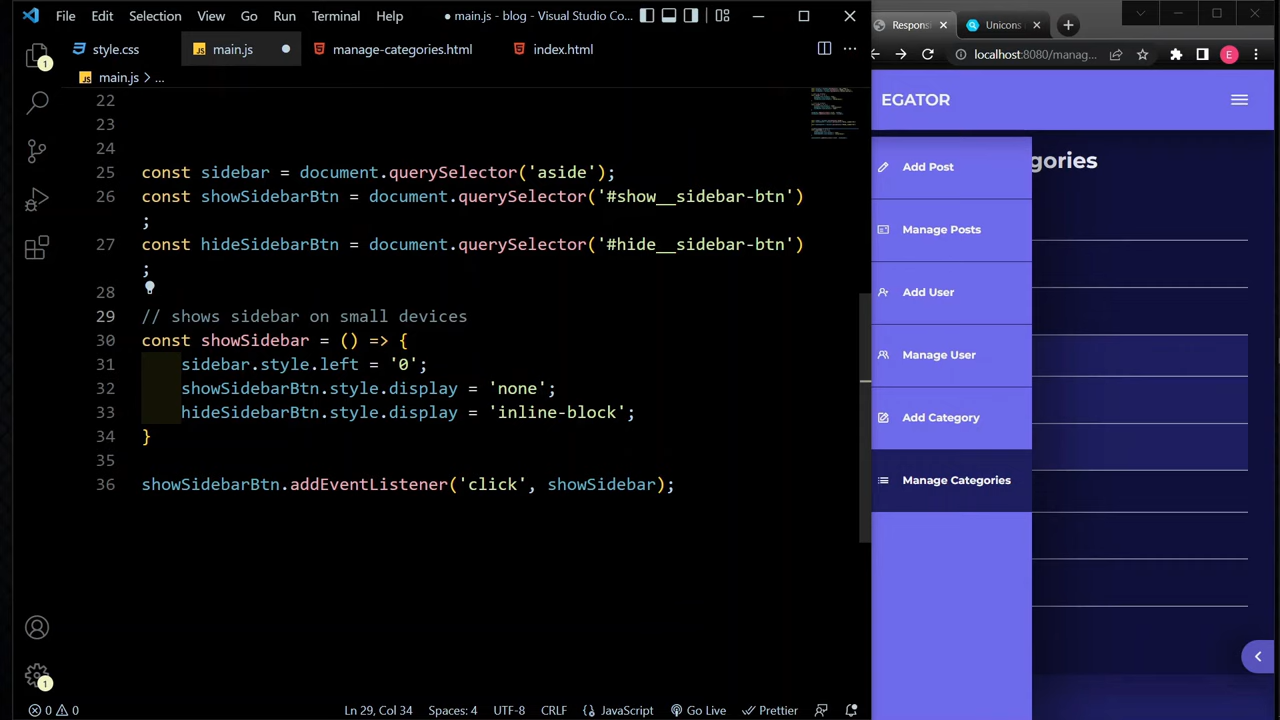 File Edit Selection View Go Run Terminal Help
● main.js - blog - Visual Studio Co...
style.css
main.js
manage-categories.html
index.html
main.js > ...
22
23
24
25 const sidebar = document.querySelector('aside');
26 const showSidebarBtn = document.querySelector('#show__sidebar-btn')
;
27 const hideSidebarBtn = document.querySelector('#hide__sidebar-btn')
;
28
29 // shows sidebar on small devices
30 const showSidebar = () => {
31 sidebar.style.left = '0';
32 showSidebarBtn.style.display = 'none';
33 hideSidebarBtn.style.display = 'inline-block';
34 }
35
36 showSidebarBtn.addEventListener('click', showSidebar);
1
1
0 0
Ln 29, Col 34
Spaces: 4
UTF-8
CRLF
JavaScript
Go Live
Prettier
Respons
Unicons
localhost:8080/manag...
E
EGATOR
gories
Add Post
Manage Posts
Add User
Manage User
Add Category
Manage Categories